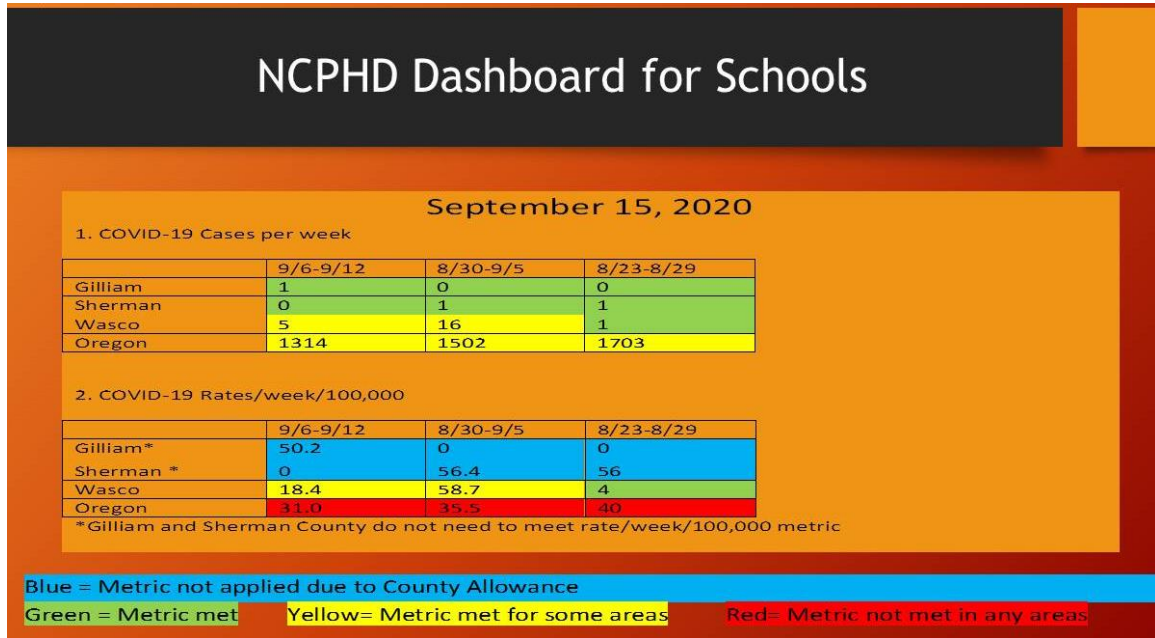 NCPHD Dashboard for Schools
September 15, 2020
1. COVID-19 Cases per week
9/6-9/12 8/30-9/5 8/23-8/29
Gilliam 1 0 0
Sherman 0 1 1
Wasco 5 16 1
Oregon 1314 1502 1703
2. COVID-19 Rates/week/100,000
9/6-9/12 8/30-9/5 8/23-8/29
Gilliam* 50.2 0 0
Sherman * 0 56.4 56
Wasco 18.4 58.7 4
Oregon 31.0 35.5 40
*Gilliam and Sherman County do not need to meet rate/week/100,000 metric
Blue = Metric not applied due to County Allowance
Green = Metric met Yellow= Metric met for some areas Red= Metric not met in any areas